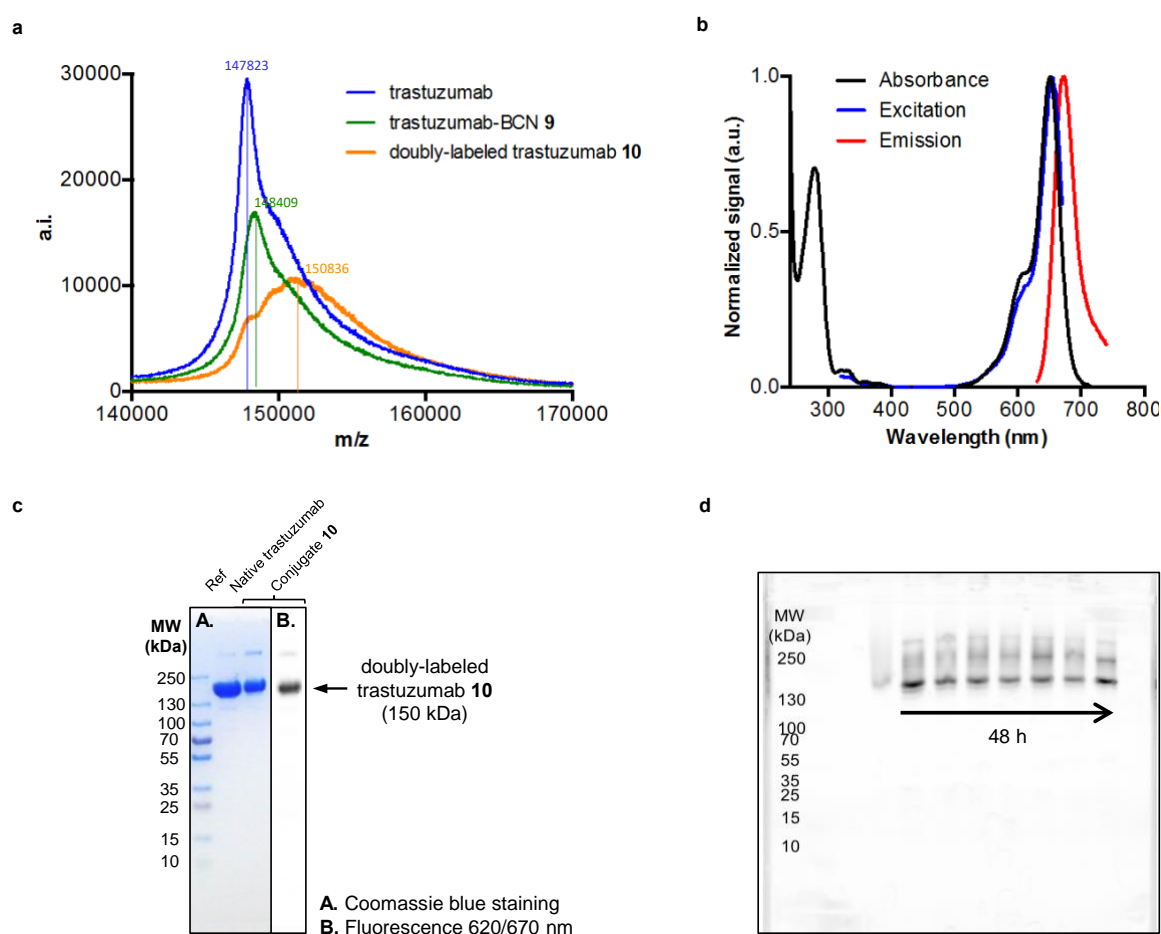 a
147823
148409
150836
30000
20000
10000
0
140000
150000
160000
170000
a.i.
m/z
trastuzumab
trastuzumab-BCN 9
doubly-labeled trastuzumab 10
b
1.0
0.5
0.0
300
400
500
600
700
800
Normalized signal (a.u.)
Wavelength (nm)
Absorbance
Excitation
Emission
c
Ref
Native trastuzumab
Conjugate 10
A.
B.
MW
(kDa)
250
130
100
70
55
35
25
15
10
doubly-labeled
trastuzumab 10
(150 kDa)
A. Coomassie blue staining
B. Fluorescence 620/670 nm
d
MW
(kDa)
250
130
100
70
55
35
25
15
10
48 h